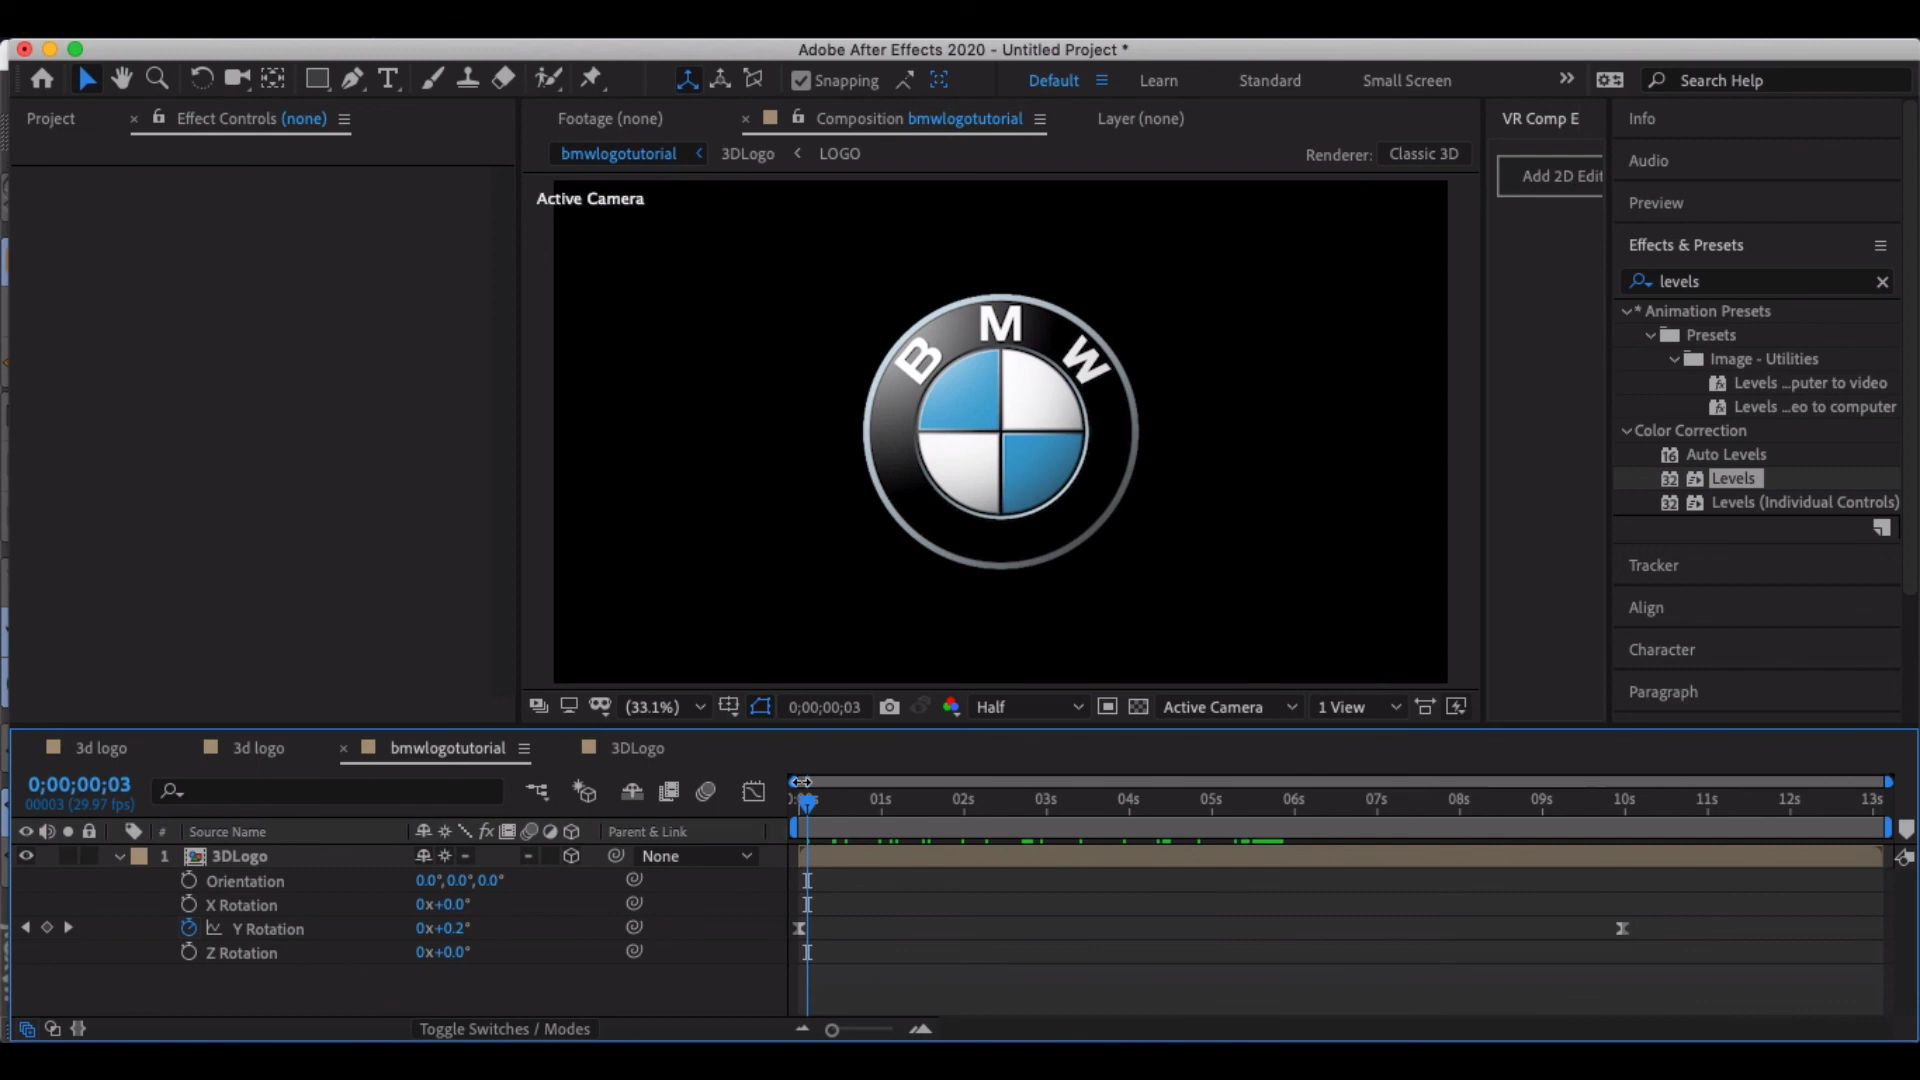 Adobe After Effects 2020 - Untitled Project *
T
Snapping
Default
Learn
Standard
Small Screen
Search Help
Project
Effect Controls (none)
Footage (none)
Composition bmwlogotutorial
Layer (none)
bmwlogotutorial
3DLogo
LOGO
Renderer:
Classic 3D
Active Camera
BMW
VR Comp E
Add 2D Edit
Info
Audio
Preview
Effects & Presets
levels
* Animation Presets
Presets
Image - Utilities
Levels ...puter to video
Levels ...eo to computer
Color Correction
16 Auto Levels
32 Levels
32 Levels (Individual Controls)
Tracker
Align
Character
Paragraph
(33.1%)
0;00;00;03
Half
Active Camera
1 View
3d logo
3d logo
bmwlogotutorial
3DLogo
0;00;00;03
00003 (29.97 fps)
01s 02s 03s 04s 05s 06s 07s 08s 09s 10s 11s 12s 13s
# Source Name
fx
Parent & Link
1 3DLogo
None
Orientation 0.0°,0.0°,0.0°
X Rotation 0x+0.0°
Y Rotation 0x+0.2°
Z Rotation 0x+0.0°
Toggle Switches / Modes